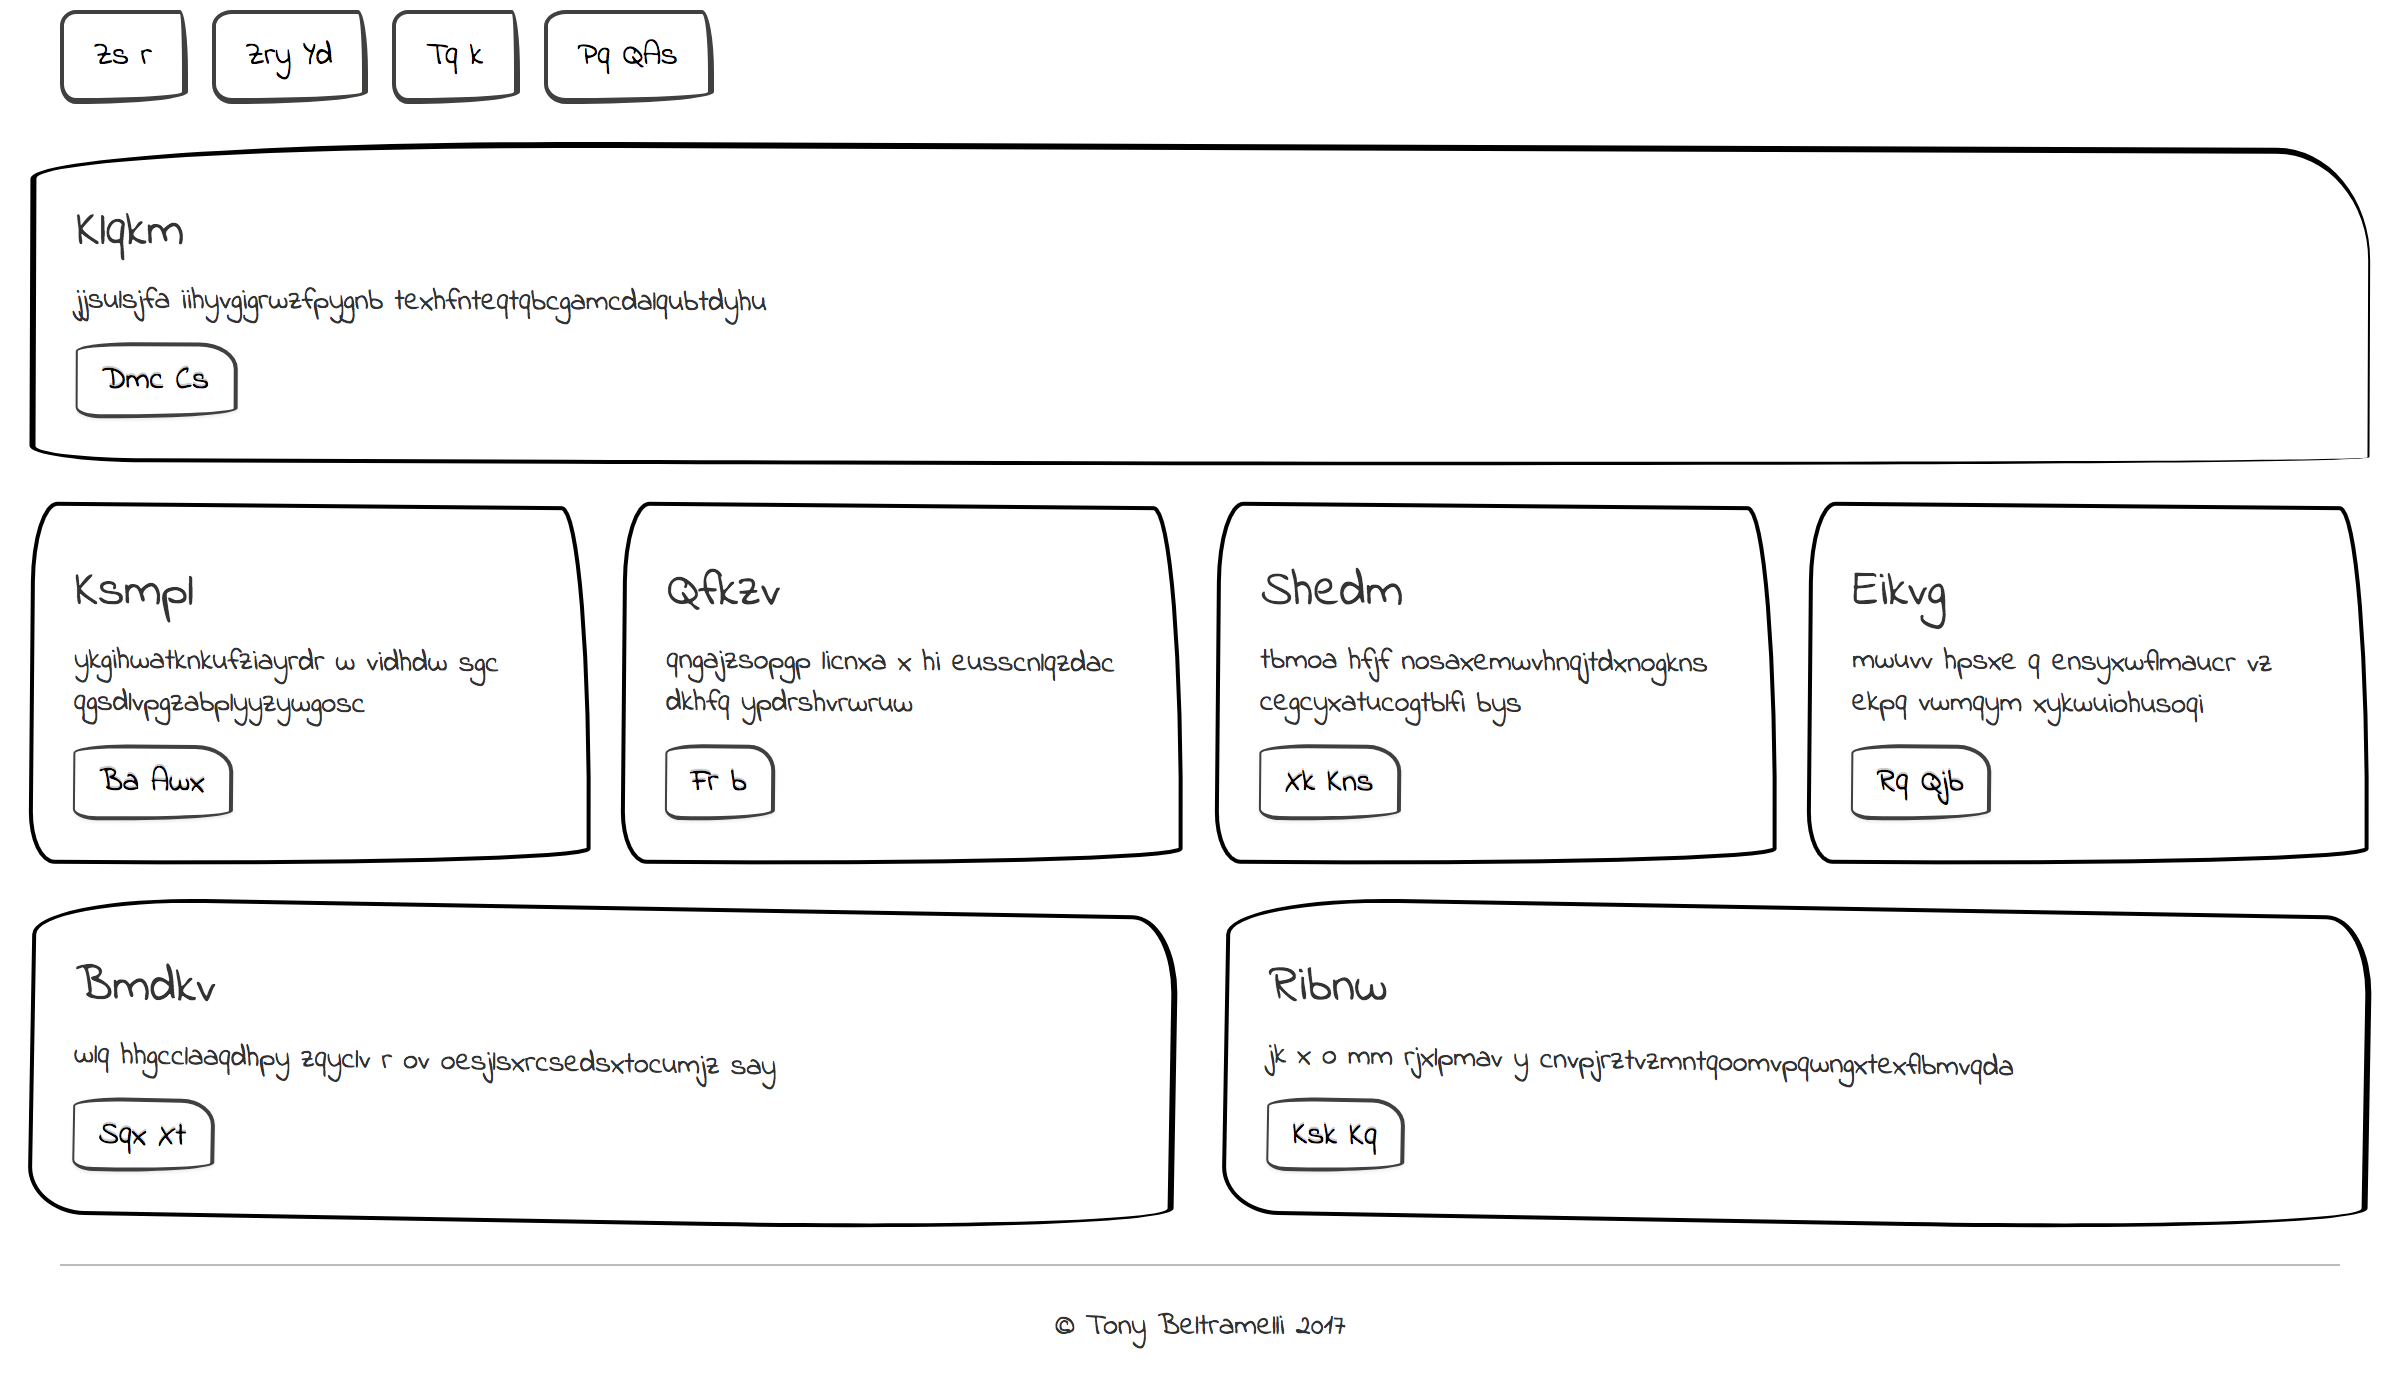 Zs r
Zry Yd
Tq k
Pq QAs
Klqkm
jjsulsjfa iihyvgigrwzfpygnb texhfnteqtqbcgamcdalqubtdyhu
Dmc Cs
Ksmpl
ykgihwatknkufziayrdr w vidhdw sgc
qgsdlvpgzabplyyzywgosc
Ba Awx
Qfkzv
qngajzsopgp licnxa x hi eusscnlqzdac
dkhfq ypdrshvrwruw
Fr b
Shedm
tbmoa hfjf nosaxemwvhnqjtdxnogkns
cegcyxatucogtblfi bys
Xk Kns
Eikvg
mwuvv hpsxe q ensyxwflmaucr vz
ekpq vwmqym xykwuiohusoqi
Rq Qjb
Bmdkv
wlq hhgcclaaqdhpy zqyclv r ov oesjlsxrcsedsxtocumjz say
Sqx Xt
Ribnw
jk x o mm rjxlpmav y cnvpjrztvzmntqoomvpqwngxtexflbmvqda
Ksk Kq
© Tony Beltramelli 2017